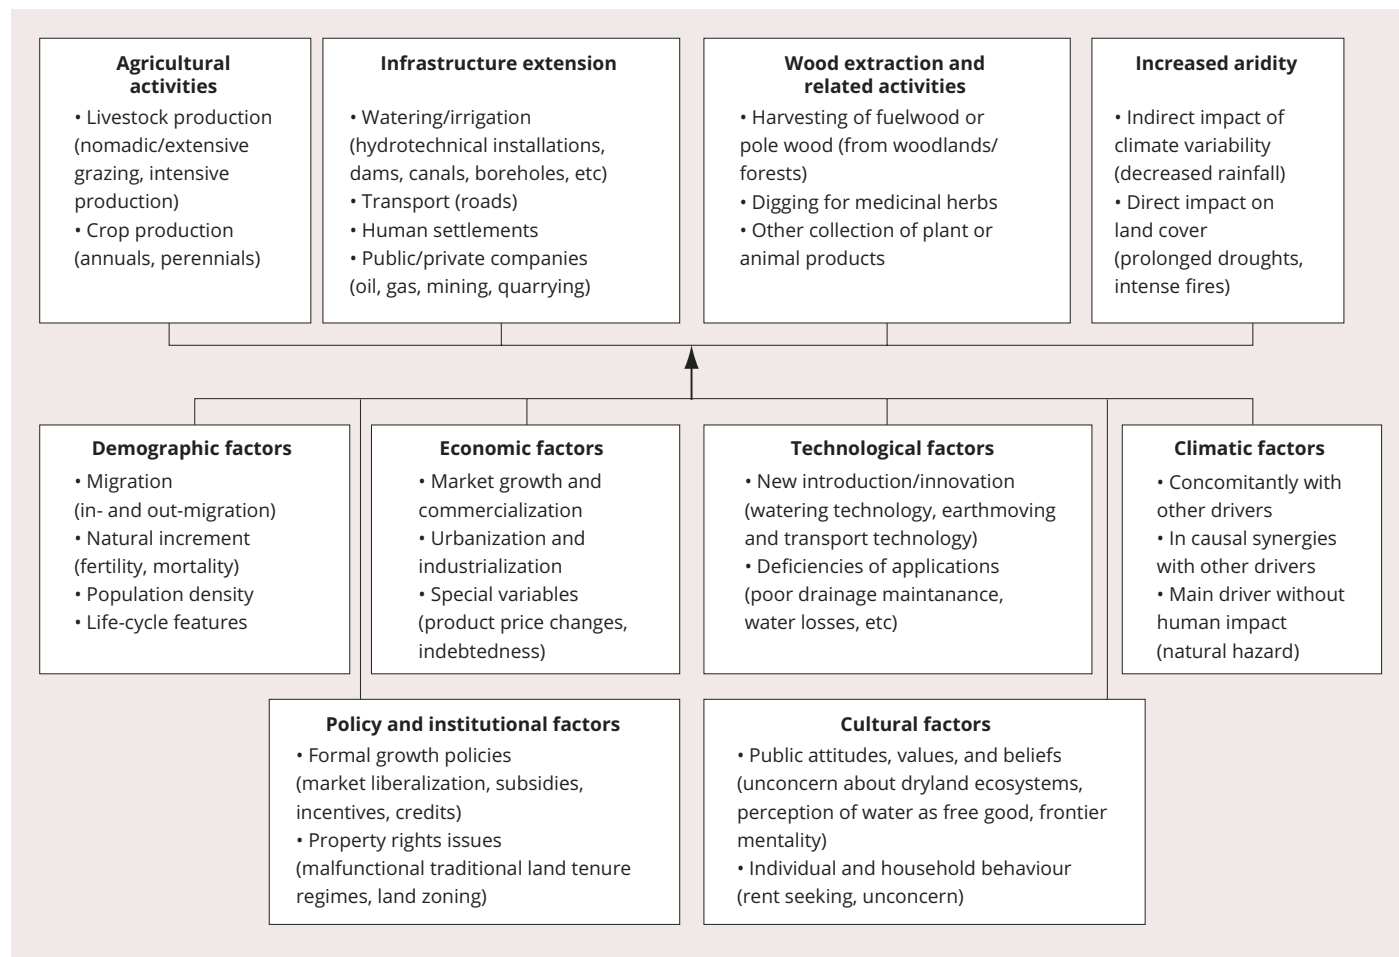 Agricultural
activities
• Livestock production
(nomadic/extensive
grazing, intensive
production)
• Crop production
(annuals, perennials)
Infrastructure extension
• Watering/irrigation
(hydrotechnical installations,
dams, canals, boreholes, etc)
• Transport (roads)
• Human settlements
• Public/private companies
(oil, gas, mining, quarrying)
Wood extraction and
related activities
• Harvesting of fuelwood or
pole wood (from woodlands/
forests)
• Digging for medicinal herbs
• Other collection of plant or
animal products
Increased aridity
• Indirect impact of
climate variability
(decreased rainfall)
• Direct impact on
land cover
(prolonged droughts,
intense fires)
Demographic factors
• Migration
(in- and out-migration)
• Natural increment
(fertility, mortality)
• Population density
• Life-cycle features
Economic factors
• Market growth and
commercialization
• Urbanization and
industrialization
• Special variables
(product price changes,
indebtedness)
Technological factors
• New introduction/innovation
(watering technology, earthmoving
and transport technology)
• Deficiencies of applications
(poor drainage maintanance,
water losses, etc)
Climatic factors
• Concomitantly with
other drivers
• In causal synergies
with other drivers
• Main driver without
human impact
(natural hazard)
Policy and institutional factors
• Formal growth policies
(market liberalization, subsidies,
incentives, credits)
• Property rights issues
(malfunctional traditional land tenure
regimes, land zoning)
Cultural factors
• Public attitudes, values, and beliefs
(unconcern about dryland ecosystems,
perception of water as free good, frontier
mentality)
• Individual and household behaviour
(rent seeking, unconcern)